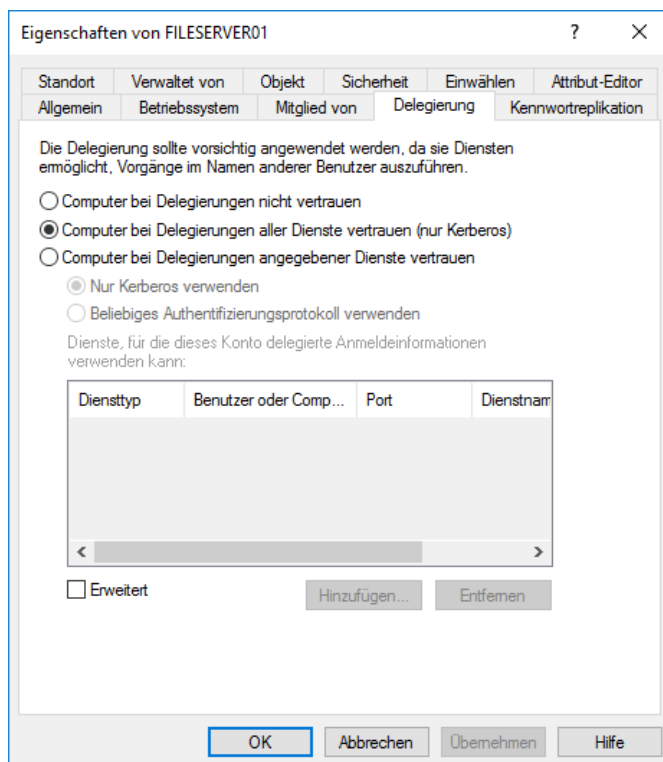 Eigenschaften von FILESERVER01
?
Standort Verwaltet von Objekt Sicherheit Einwählen Attribut-Editor
Allgemein Betriebssystem Mitglied von Delegierung Kennwortreplikation
Die Delegierung sollte vorsichtig angewendet werden, da sie Diensten
ermöglicht, Vorgänge im Namen anderer Benutzer auszuführen.
Computer bei Delegierungen nicht vertrauen
Computer bei Delegierungen aller Dienste vertrauen (nur Kerberos)
Computer bei Delegierungen angegebener Dienste vertrauen
Nur Kerberos verwenden
Beliebiges Authentifizierungsprotokoll verwenden
Dienste, für die dieses Konto delegierte Anmeldeinformationen
verwenden kann:
Diensttyp Benutzer oder Comp... Port Dienstnam
Erweitert Hinzufügen... Entfernen
OK Abbrechen Übernehmen Hilfe